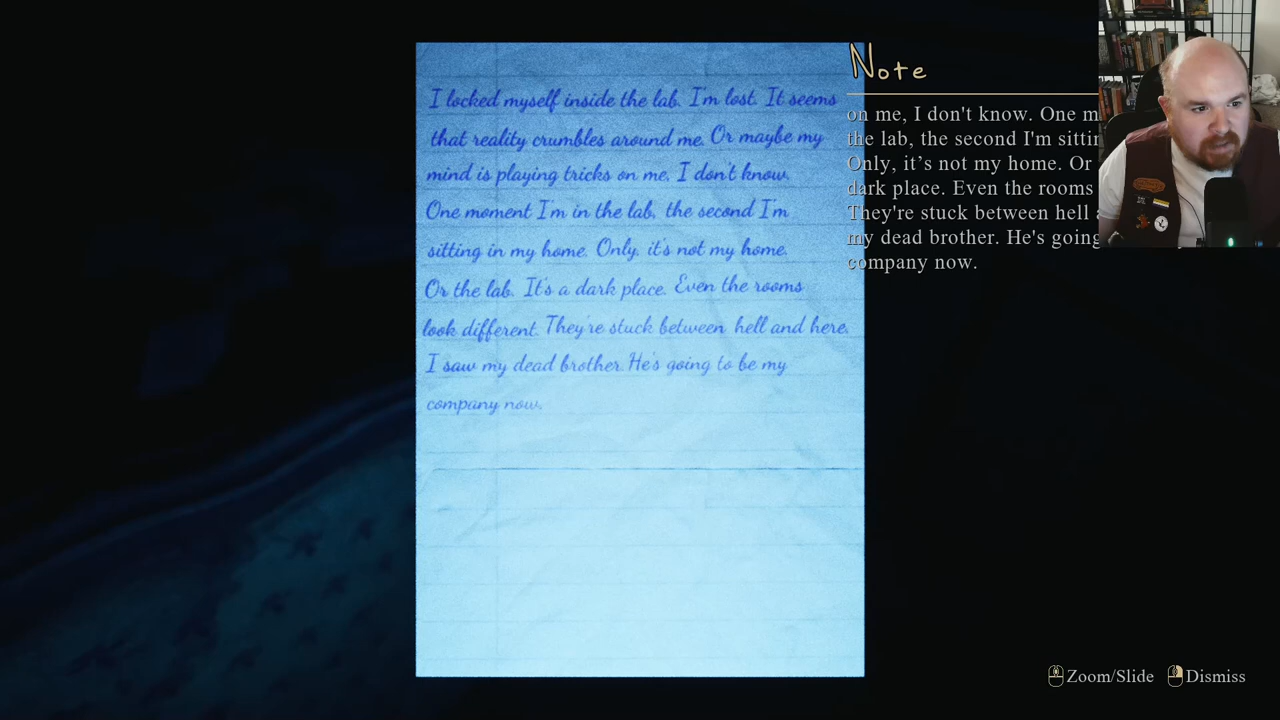 I locked myself inside the lab. I'm lost. It seems
that reality crumbles around me. Or maybe my
mind is playing tricks on me. I don't know.
One moment I'm in the lab, the second I'm
sitting in my home. Only, it's not my home.
Or the lab. It's a dark place. Even the rooms
look different. They're stuck between hell and here.
I saw my dead brother. He's going to be my
company now.
Note
on me, I don't know. One m
the lab, the second I'm sittin
Only, it’s not my home. Or
dark place. Even the rooms
They're stuck between hell
my dead brother. He's going
company now.
Zoom/Slide
Dismiss